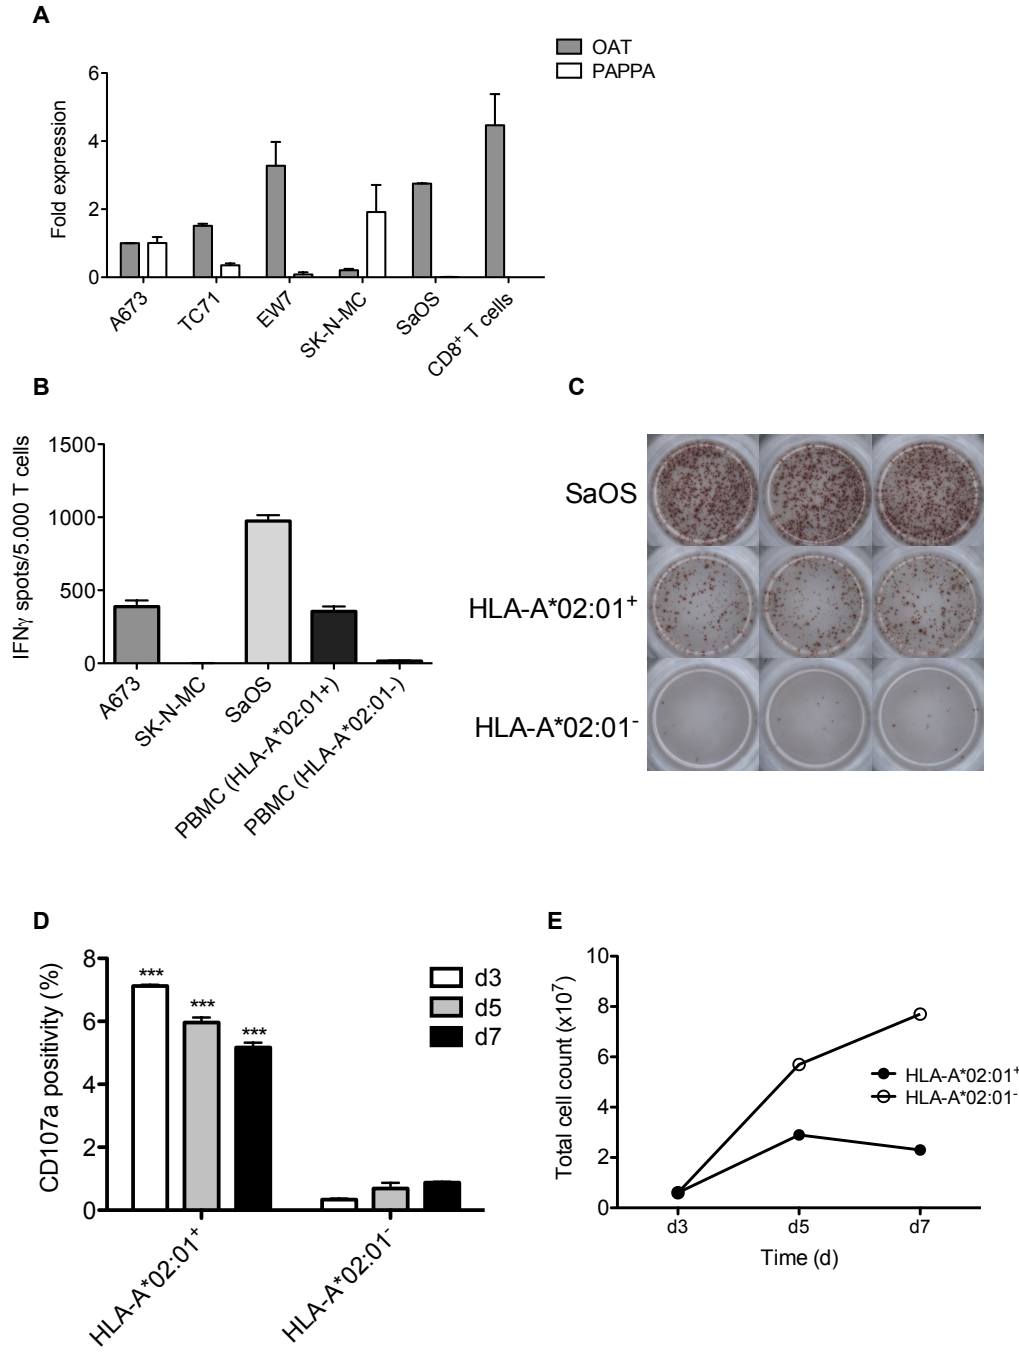 A
OAT
PAPPA
6
4
2
0
Fold expression
A673
TC71
EW7
SK-N-MC
SaOS
CD8⁺ T cells
B
1500
1000
500
0
IFNγ spots/5.000 T cells
A673
SK-N-MC
SaOS
PBMC (HLA-A*02:01+)
PBMC (HLA-A*02:01-)
C
SaOS
HLA-A*02:01⁺
HLA-A*02:01⁻
D
8
6
4
2
0
CD107a positivity (%)
***
***
***
d3
d5
d7
HLA-A*02:01⁺
HLA-A*02:01⁻
E
10
8
6
4
2
0
Total cell count (x10⁷)
HLA-A*02:01⁺
HLA-A*02:01⁻
d3
d5
d7
Time (d)